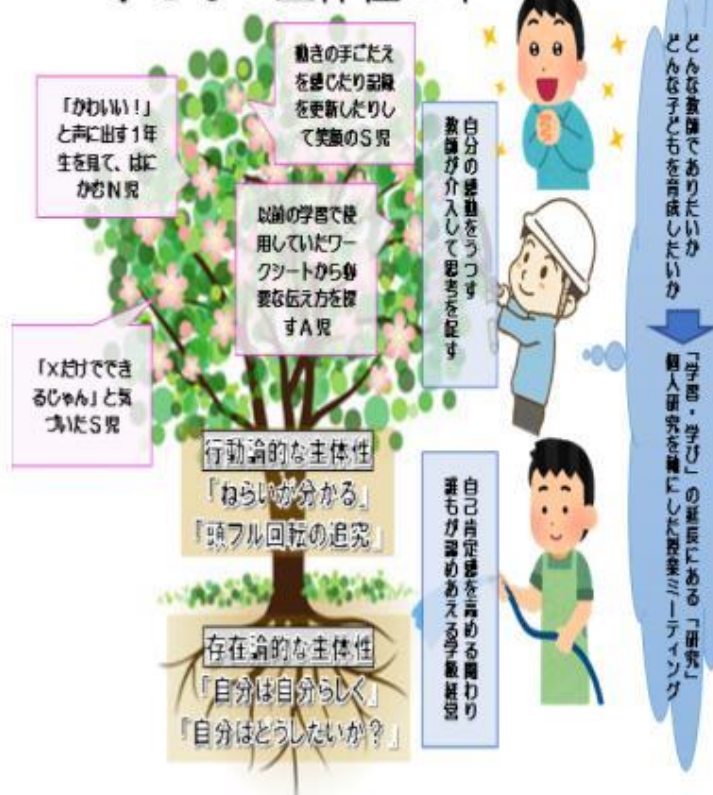 動きの手ごたえ
を感じたり記録
を更新したりし
て笑顔のS児
「かわいい!」
と声に出す1年
生を見て、はに
かむN児
以前の学習で使
用していたワー
クシートから必
要な伝え方を探
すA児
「×だけででき
るじゃん」と気
づいたS児
行動論的な主体性
「ねらいが分かる」
「頭フル回転の追究」
存在論的な主体性
「自分は自分らしく」
「自分はどうしたいか?」
自分の感動をうつす
教師が介入して思考を促す
自己肯定感を高める関わり
誰もが認めあえる学級経営
どんな教師でありたいか
どんな子どもを育成したいか
「学習・学び」の延長にある「研究」
個人研究を軸にした授業ミーティング